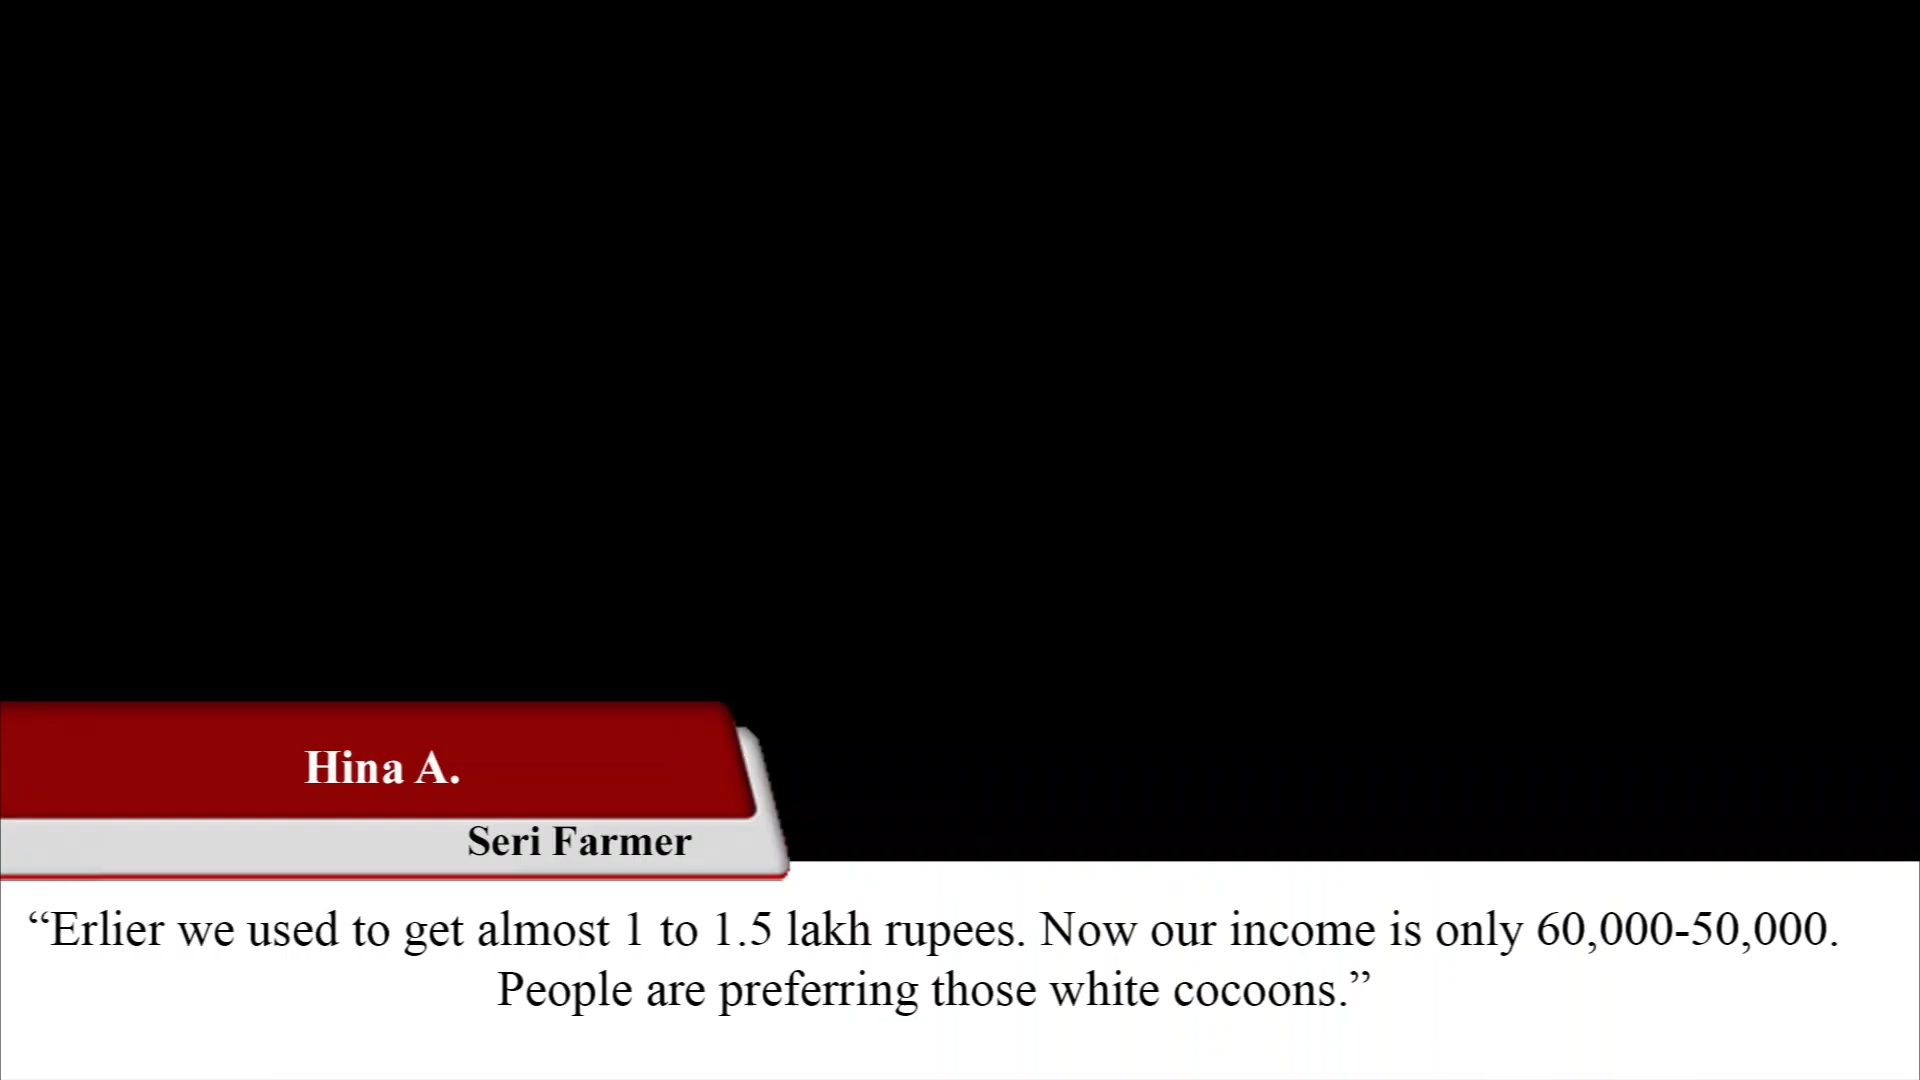 Hina A.
Seri Farmer
“Erlier we used to get almost 1 to 1.5 lakh rupees. Now our income is only 60,000-50,000.
People are preferring those white cocoons.”